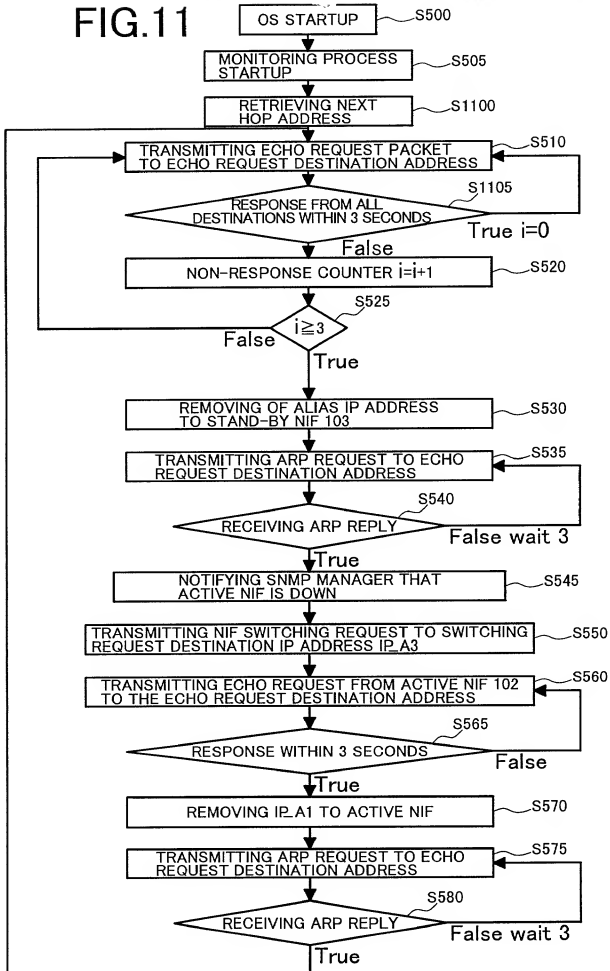 FIG.11
OS STARTUP
S500
MONITORING PROCESS
STARTUP
S505
RETRIEVING NEXT
HOP ADDRESS
S1100
TRANSMITTING ECHO REQUEST PACKET
TO ECHO REQUEST DESTINATION ADDRESS
S510
RESPONSE FROM ALL
DESTINATIONS WITHIN 3 SECONDS
S1105
True i=0
False
NON-RESPONSE COUNTER i=i+1
S520
i≧3
S525
False
True
REMOVING OF ALIAS IP ADDRESS
TO STAND-BY NIF 103
S530
TRANSMITTING ARP REQUEST TO ECHO
REQUEST DESTINATION ADDRESS
S535
RECEIVING ARP REPLY
S540
False wait 3
True
NOTIFYING SNMP MANAGER THAT
ACTIVE NIF IS DOWN
S545
TRANSMITTING NIF SWITCHING REQUEST TO SWITCHING
REQUEST DESTINATION IP ADDRESS IP_A3
S550
TRANSMITTING ECHO REQUEST FROM ACTIVE NIF 102
TO THE ECHO REQUEST DESTINATION ADDRESS
S560
RESPONSE WITHIN 3 SECONDS
S565
False
True
REMOVING IP_A1 TO ACTIVE NIF
S570
TRANSMITTING ARP REQUEST TO ECHO
REQUEST DESTINATION ADDRESS
S575
RECEIVING ARP REPLY
S580
False wait 3
True